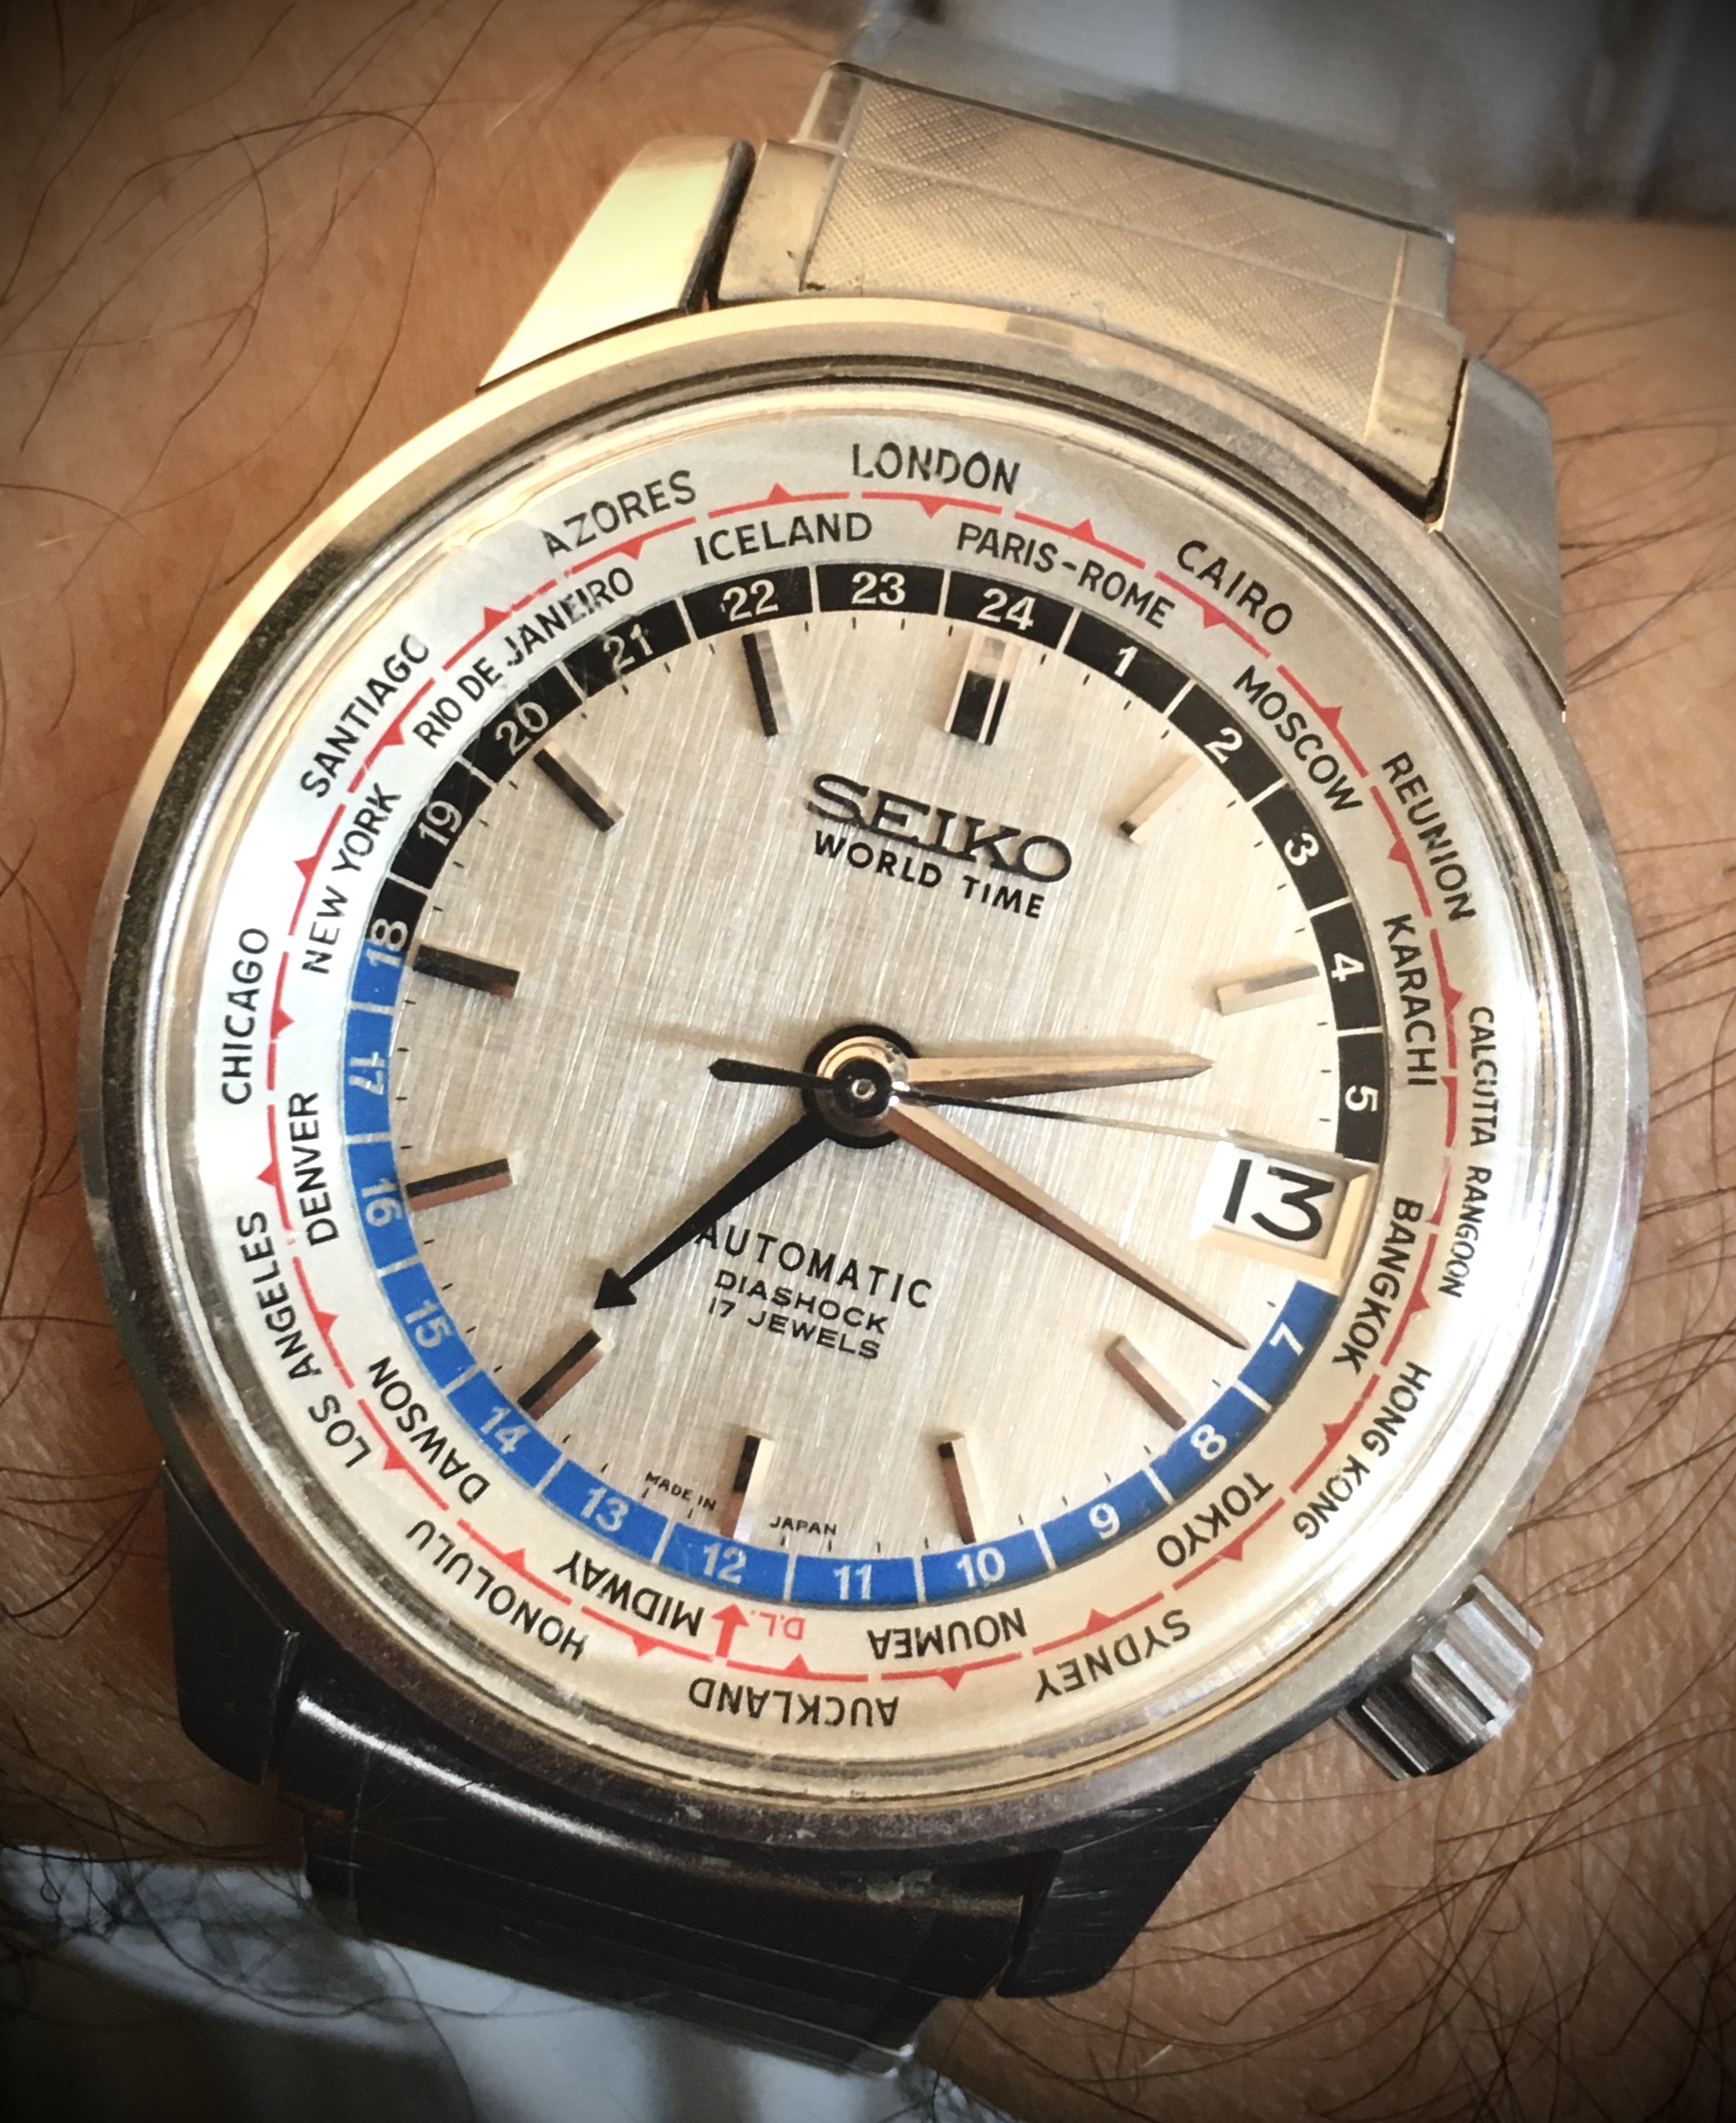 SEIKO
WORLD TIME
AUTOMATIC
DIASHOCK
17 JEWELS
13
MADE IN JAPAN
LONDON
PARIS-ROME
CAIRO
MOSCOW
REUNION
KARACHI
CALCUTTA
RANGOON
BANGKOK
HONG KONG
TOKYO
SYDNEY
NOUMEA
AUCKLAND
D.L.
MIDWAY
HONOLULU
DAWSON
LOS ANGELES
DENVER
CHICAGO
NEW YORK
SANTIAGO
RIO DE JANEIRO
AZORES
ICELAND
24
1
2
3
4
5
7
8
9
10
11
12
13
14
15
16
17
18
19
20
21
22
23